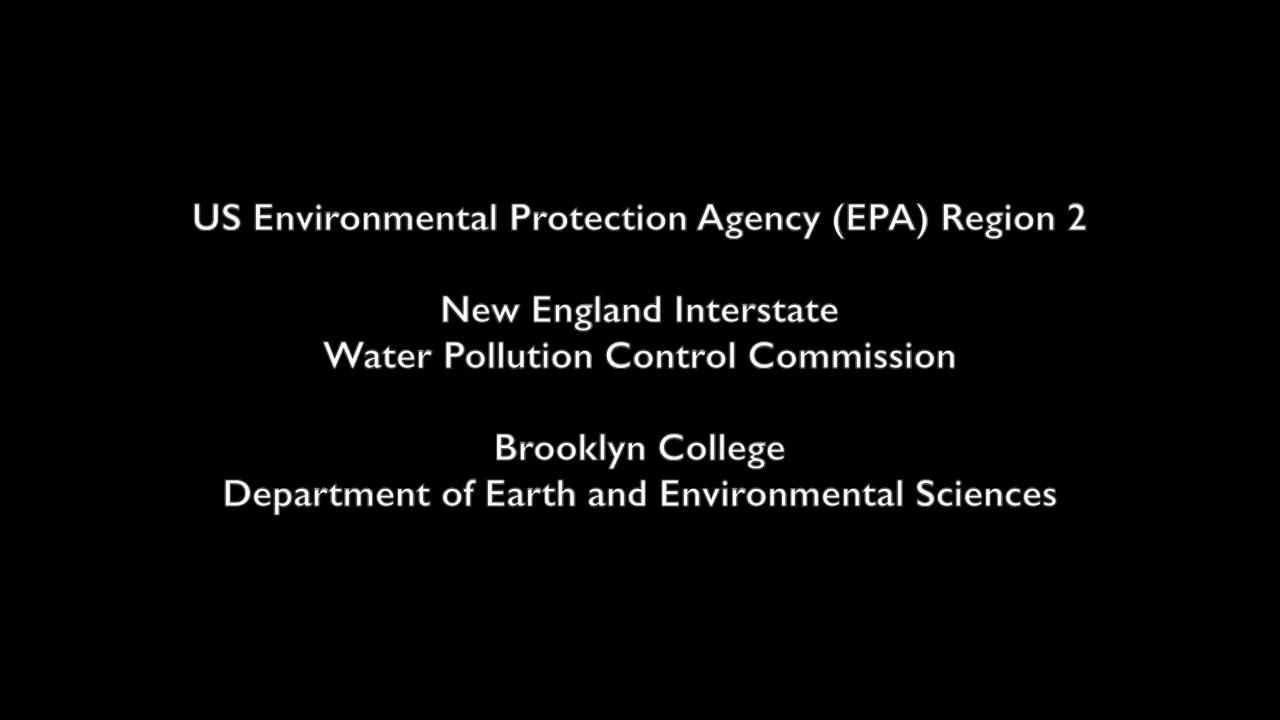 US Environmental Protection Agency (EPA) Region 2
New England Interstate
Water Pollution Control Commission
Brooklyn College
Department of Earth and Environmental Sciences